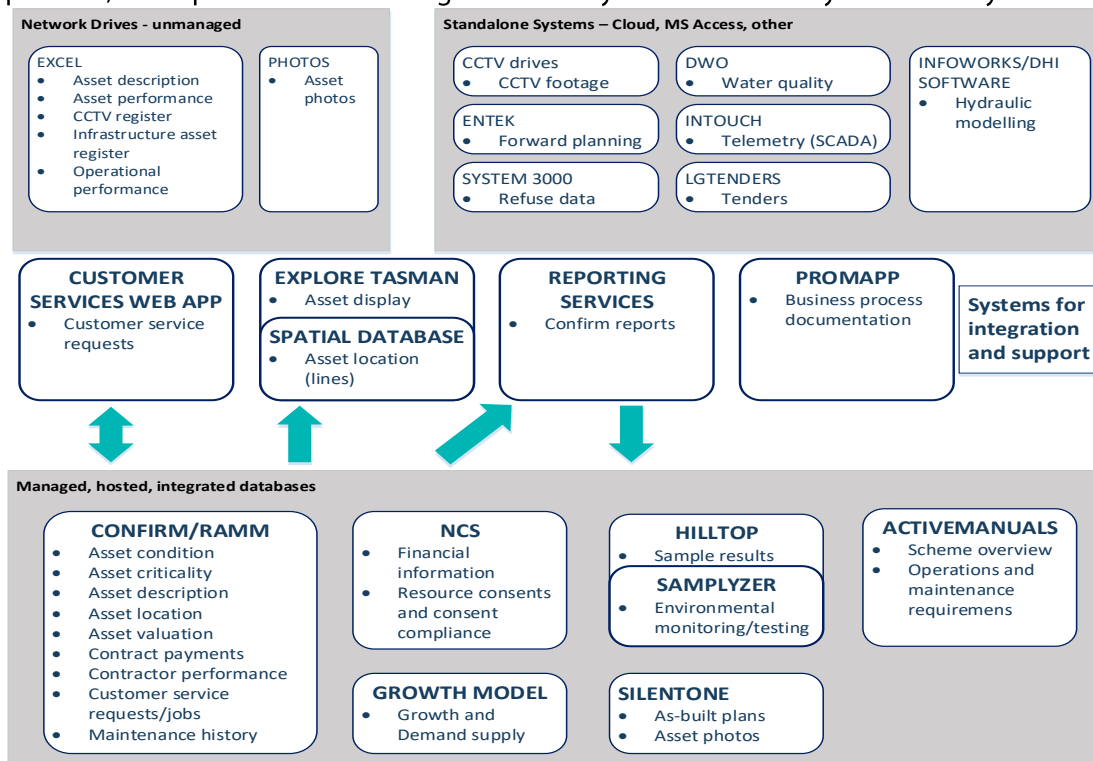 Network Drives - unmanaged
EXCEL
• Asset description
• Asset performance
• CCTV register
• Infrastructure asset
register
• Operational
performance
PHOTOS
• Asset
photos
Standalone Systems – Cloud, MS Access, other
CCTV drives
• CCTV footage
DWO
• Water quality
INFOWORKS/DHI
SOFTWARE
• Hydraulic
modelling
ENTEK
• Forward planning
INTOUCH
• Telemetry (SCADA)
SYSTEM 3000
• Refuse data
LGTENDERS
• Tenders
CUSTOMER
SERVICES WEB APP
• Customer service
requests
EXPLORE TASMAN
• Asset display
SPATIAL DATABASE
• Asset location
(lines)
REPORTING
SERVICES
• Confirm reports
PROMAPP
• Business process
documentation
Systems for
integration
and support
Managed, hosted, integrated databases
CONFIRM/RAMM
• Asset condition
• Asset criticality
• Asset description
• Asset location
• Asset valuation
• Contract payments
• Contractor performance
• Customer service
requests/jobs
• Maintenance history
NCS
• Financial
information
• Resource consents
and consent
compliance
HILLTOP
• Sample results
SAMPLYZER
• Environmental
monitoring/testing
ACTIVEMANUALS
• Scheme overview
• Operations and
maintenance
requiremens
GROWTH MODEL
• Growth and
Demand supply
SILENTONE
• As-built plans
• Asset photos